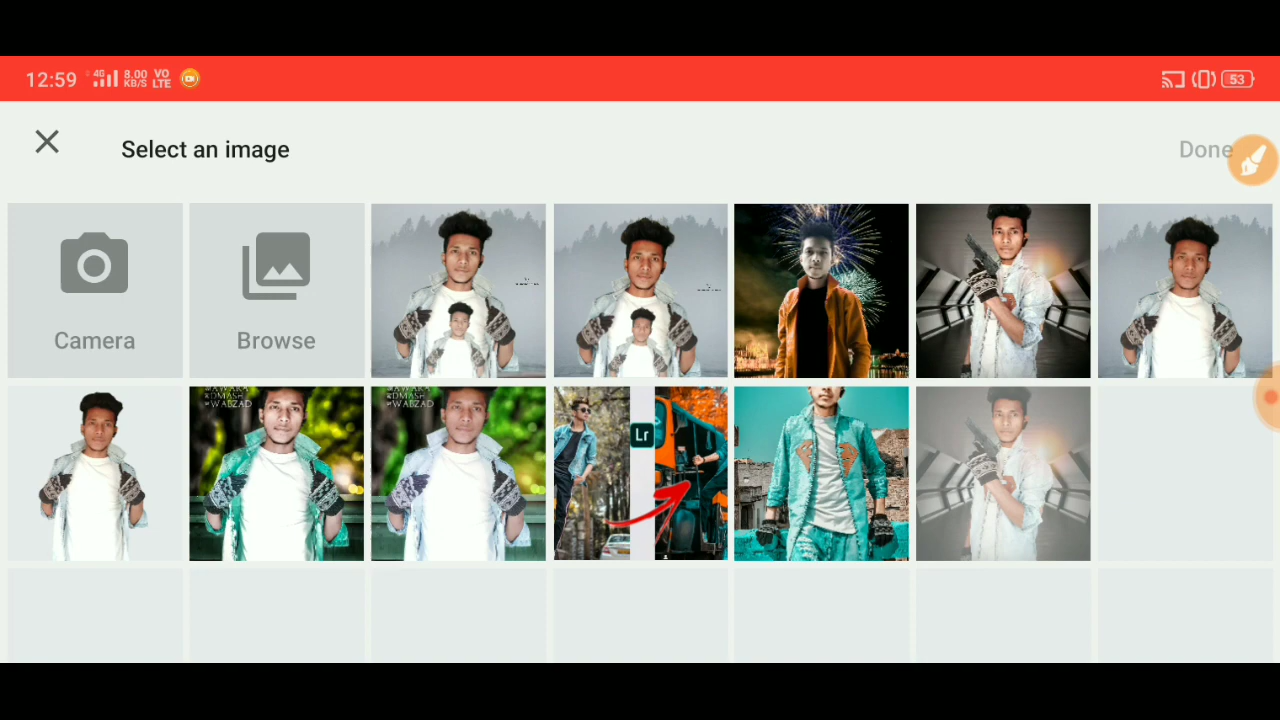 12:59 4G 8.00 KB/S VO LTE 53
Select an image
Done
Camera
Browse
Lr